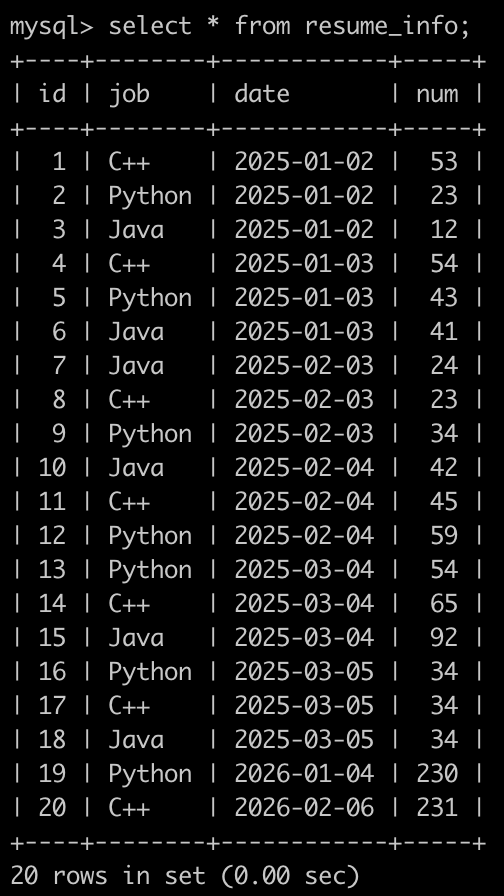 mysql> select * from resume_info;
+----+--------+------------+-----+
| id | job    | date       | num |
+----+--------+------------+-----+
|  1 | C++    | 2025-01-02 |  53 |
|  2 | Python | 2025-01-02 |  23 |
|  3 | Java   | 2025-01-02 |  12 |
|  4 | C++    | 2025-01-03 |  54 |
|  5 | Python | 2025-01-03 |  43 |
|  6 | Java   | 2025-01-03 |  41 |
|  7 | Java   | 2025-02-03 |  24 |
|  8 | C++    | 2025-02-03 |  23 |
|  9 | Python | 2025-02-03 |  34 |
| 10 | Java   | 2025-02-04 |  42 |
| 11 | C++    | 2025-02-04 |  45 |
| 12 | Python | 2025-02-04 |  59 |
| 13 | Python | 2025-03-04 |  54 |
| 14 | C++    | 2025-03-04 |  65 |
| 15 | Java   | 2025-03-04 |  92 |
| 16 | Python | 2025-03-05 |  34 |
| 17 | C++    | 2025-03-05 |  34 |
| 18 | Java   | 2025-03-05 |  34 |
| 19 | Python | 2026-01-04 | 230 |
| 20 | C++    | 2026-02-06 | 231 |
+----+--------+------------+-----+
20 rows in set (0.00 sec)